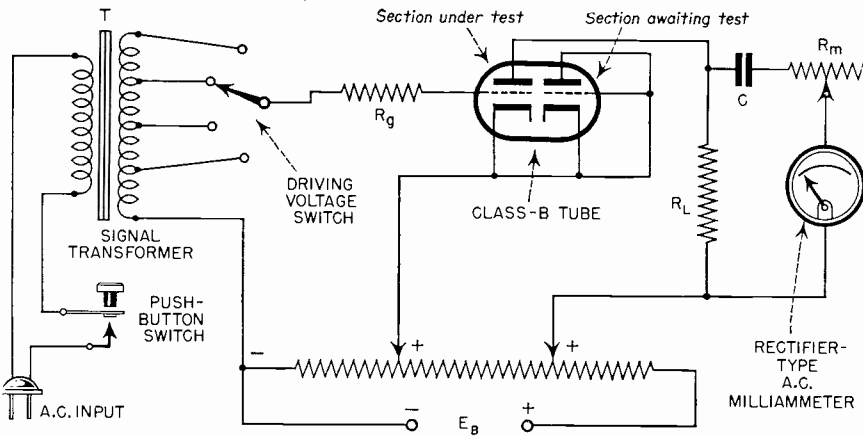 T
Section under test
Section awaiting test
Rg
C
Rm
DRIVING
VOLTAGE
SWITCH
CLASS-B TUBE
RL
SIGNAL
TRANSFORMER
PUSH-
BUTTON
SWITCH
A.C. INPUT
-
+
+
-
EB
+
RECTIFIER-
TYPE
A.C.
MILLIAMMETER